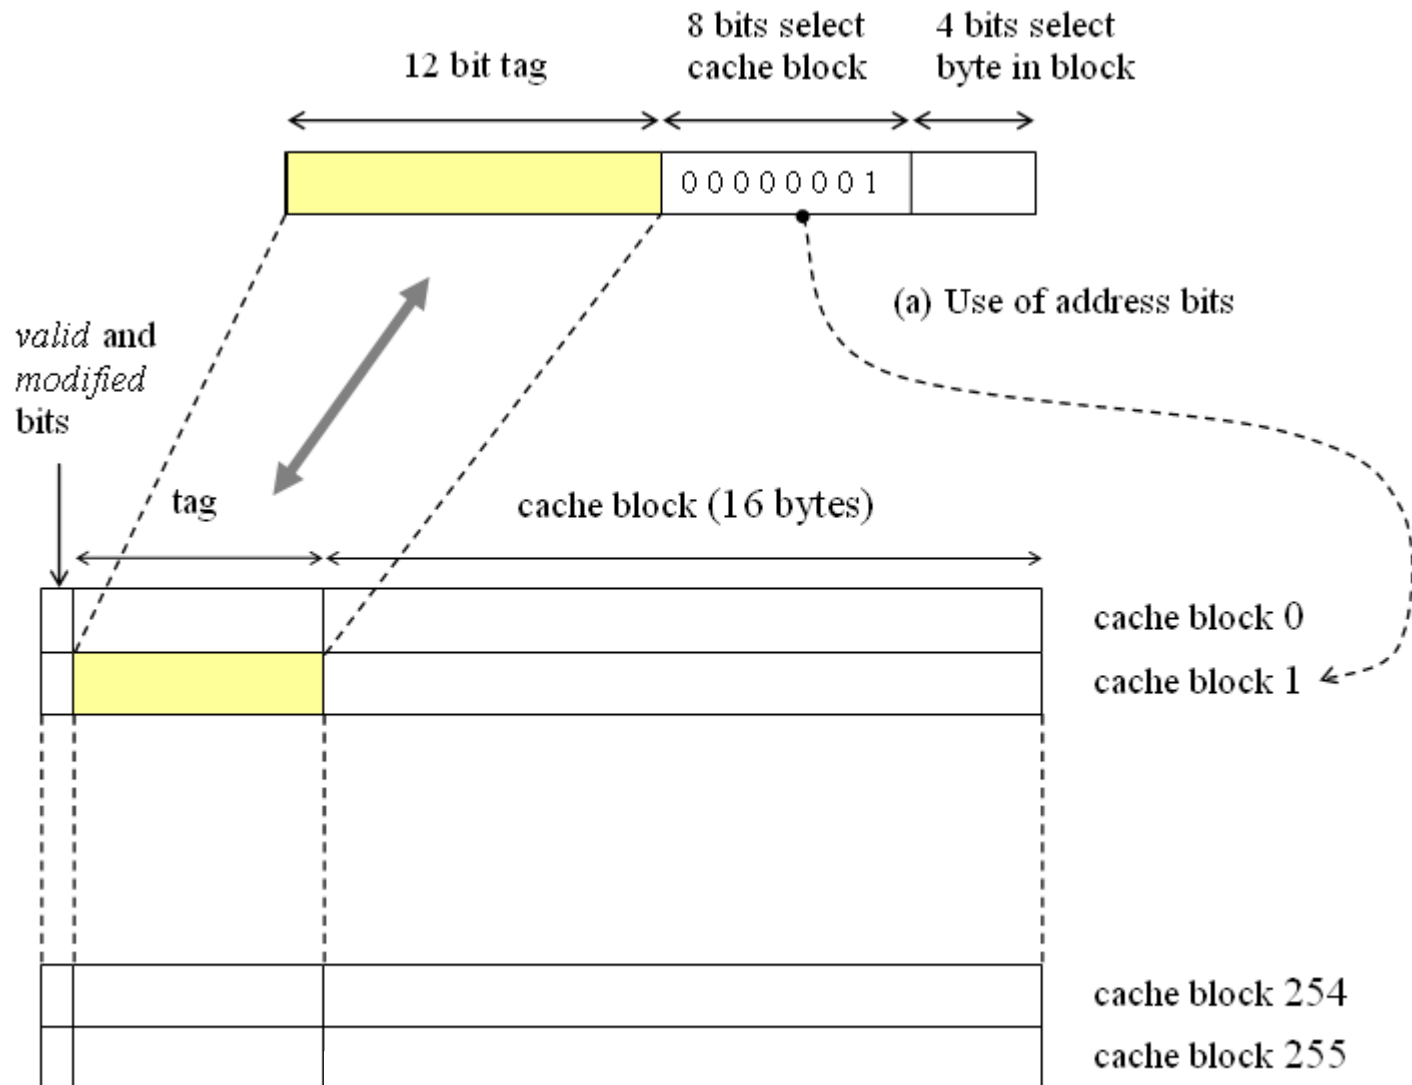 8 bits select
cache block
4 bits select
byte in block
12 bit tag
0 0 0 0 0 0 0 1
(a) Use of address bits
valid and
modified
bits
tag
cache block (16 bytes)
cache block 0
cache block 1
cache block 254
cache block 255